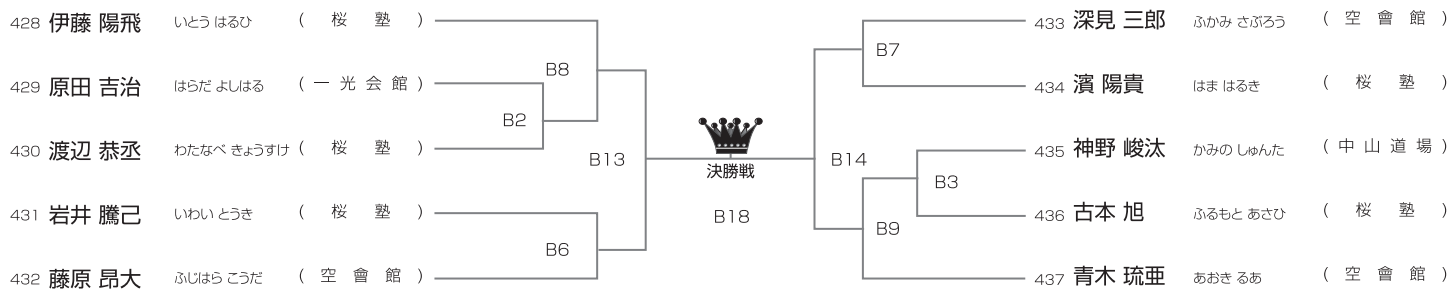 428 伊藤 陽飛 いとう はるひ ( 桜 塾 )
429 原田 吉治 はらだ よしはる ( 一 光 会 館 )
430 渡辺 恭丞 わたなべ きょうすけ ( 桜 塾 )
431 岩井 騰己 いわい とうき ( 桜 塾 )
432 藤原 昂大 ふじはら こうだ ( 空 會 館 )
B8
B2
B13
B6
決勝戦
B18
B7
B14
B3
B9
433 深見 三郎 ふかみ さぶろう ( 空 會 館 )
434 濱 陽貴 はま はるき ( 桜 塾 )
435 神野 峻汰 かみの しゅんた ( 中 山 道 場 )
436 古本 旭 ふるもと あさひ ( 桜 塾 )
437 青木 琉亜 あおき るあ ( 空 會 館 )